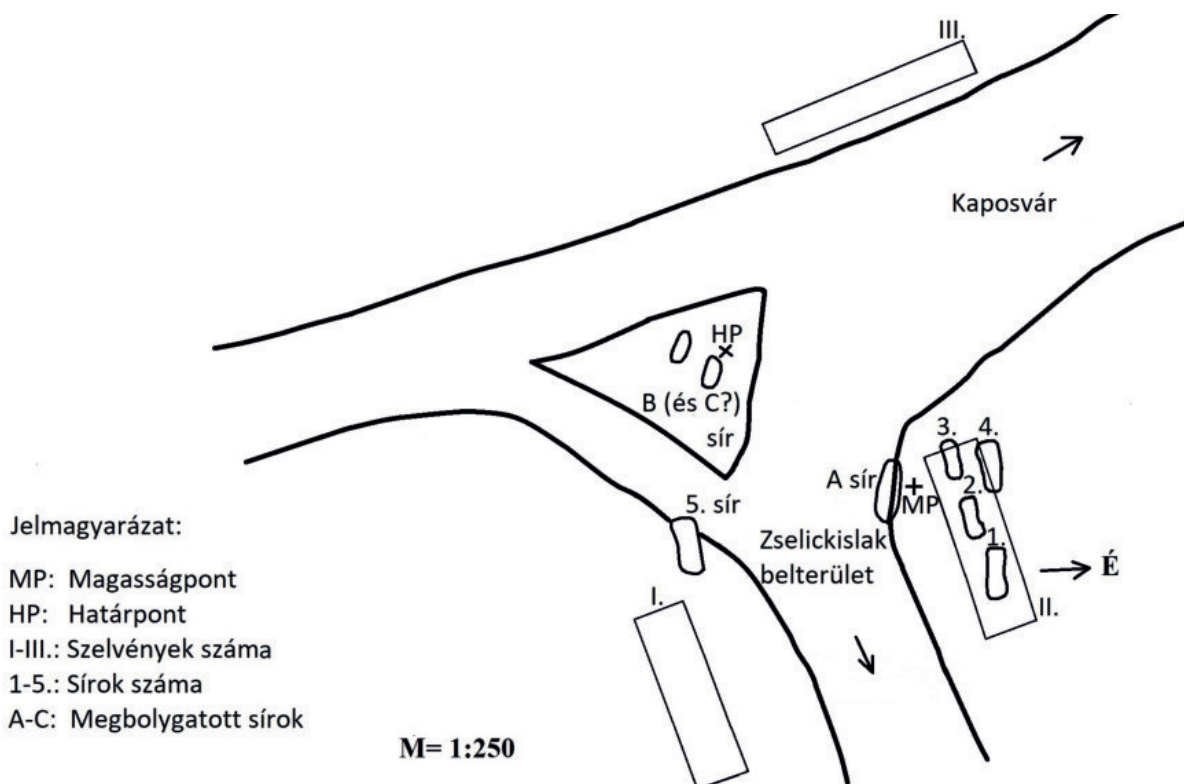 III.
Kaposvár
HP
B (és C?)
sír
3.
4.
A sír
MP
2.
5. sír
1.
Zselickislak
belterület
É
I.
II.
Jelmagyarázat:
MP: Magasságpont
HP: Határpont
I-III.: Szelvények száma
1-5.: Sírok száma
A-C: Megbolygatott sírok
M= 1:250